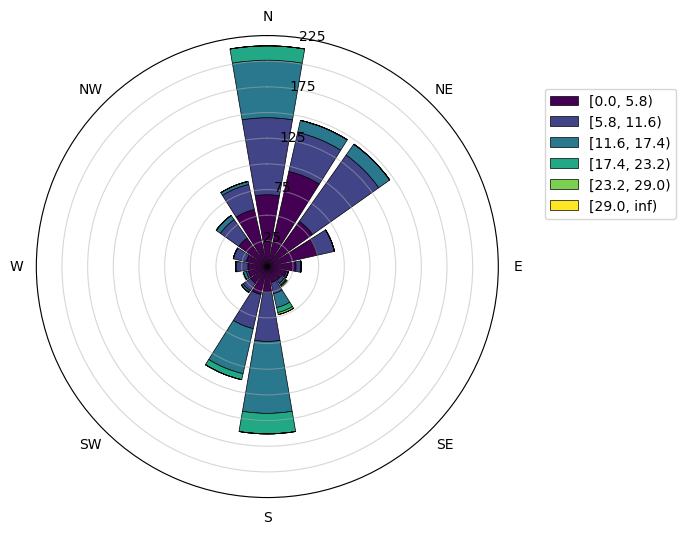 N
225
NW
NE
175
[0.0, 5.8)
[5.8, 11.6)
125
[11.6, 17.4)
[17.4, 23.2)
75
[23.2, 29.0)
[29.0, inf)
25
W
E
SW
SE
S